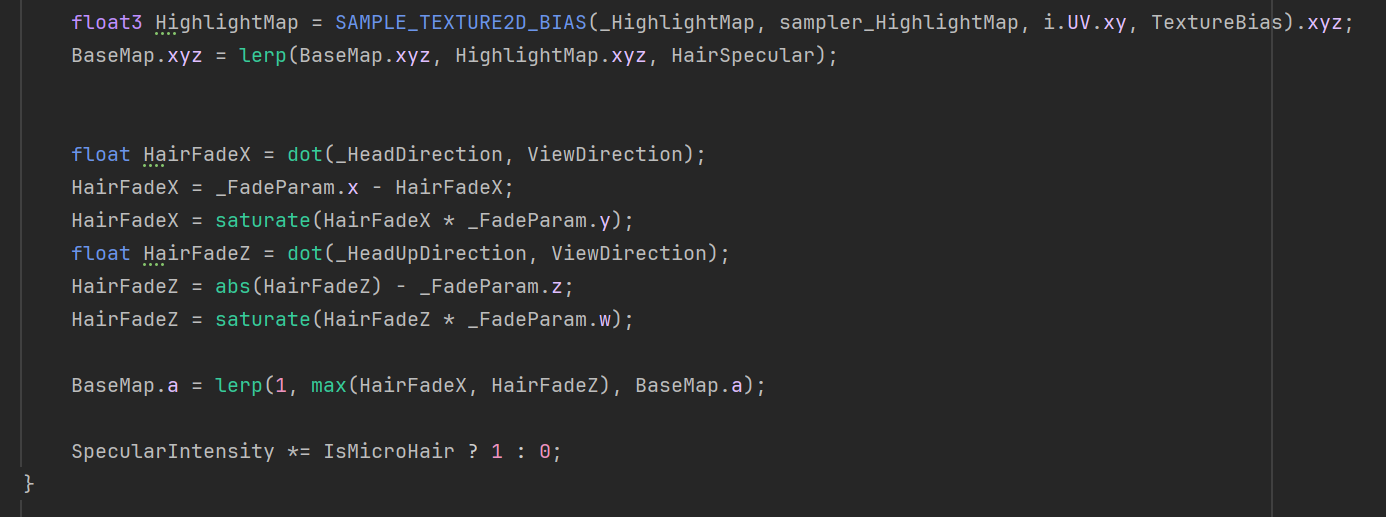 float3 HighlightMap = SAMPLE_TEXTURE2D_BIAS(_HighlightMap, sampler_HighlightMap, i.UV.xy, TextureBias).xyz;
BaseMap.xyz = lerp(BaseMap.xyz, HighlightMap.xyz, HairSpecular);
float HairFadeX = dot(_HeadDirection, ViewDirection);
HairFadeX = _FadeParam.x - HairFadeX;
HairFadeX = saturate(HairFadeX * _FadeParam.y);
float HairFadeZ = dot(_HeadUpDirection, ViewDirection);
HairFadeZ = abs(HairFadeZ) - _FadeParam.z;
HairFadeZ = saturate(HairFadeZ * _FadeParam.w);
BaseMap.a = lerp(1, max(HairFadeX, HairFadeZ), BaseMap.a);
SpecularIntensity *= IsMicroHair ? 1 : 0;
}